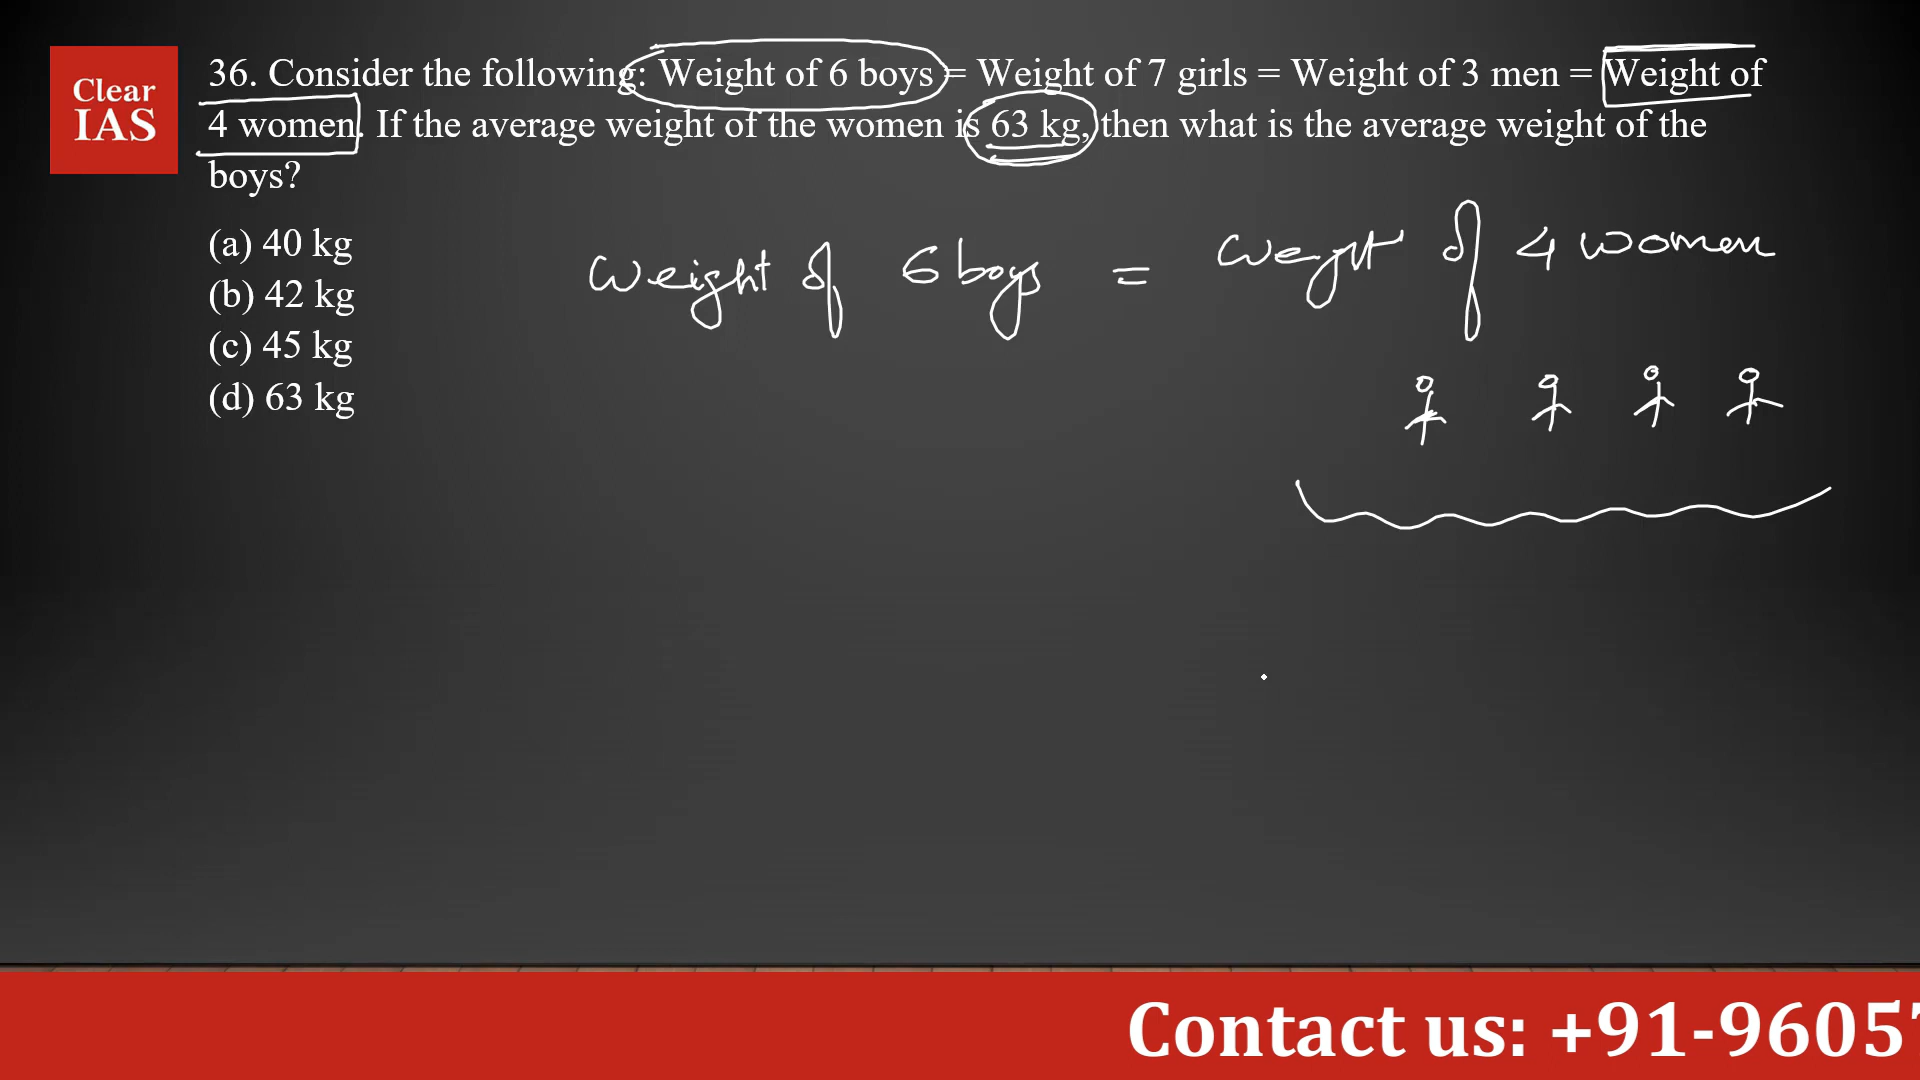 Clear
IAS
36. Consider the following: Weight of 6 boys = Weight of 7 girls = Weight of 3 men = Weight of
4 women. If the average weight of the women is 63 kg, then what is the average weight of the
boys?
(a) 40 kg
(b) 42 kg
(c) 45 kg
(d) 63 kg
Weight of 6 boys = Weight of 4 women
Contact us: +91-9605